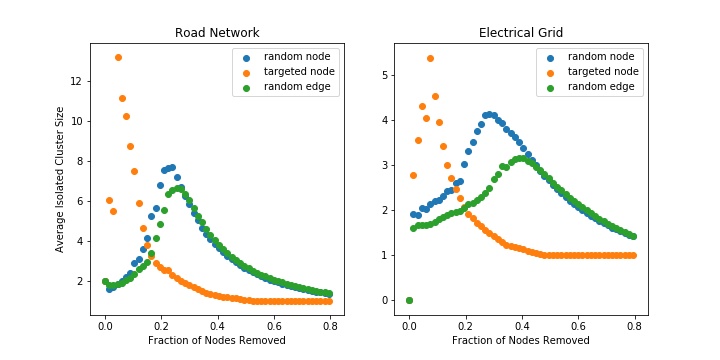 Road Network
Electrical Grid
random node
targeted node
random edge
random node
targeted node
random edge
Average Isolated Cluster Size
12
10
8
6
4
2
5
4
3
2
1
0
0.0 0.2 0.4 0.6 0.8
0.0 0.2 0.4 0.6 0.8
Fraction of Nodes Removed
Fraction of Nodes Removed